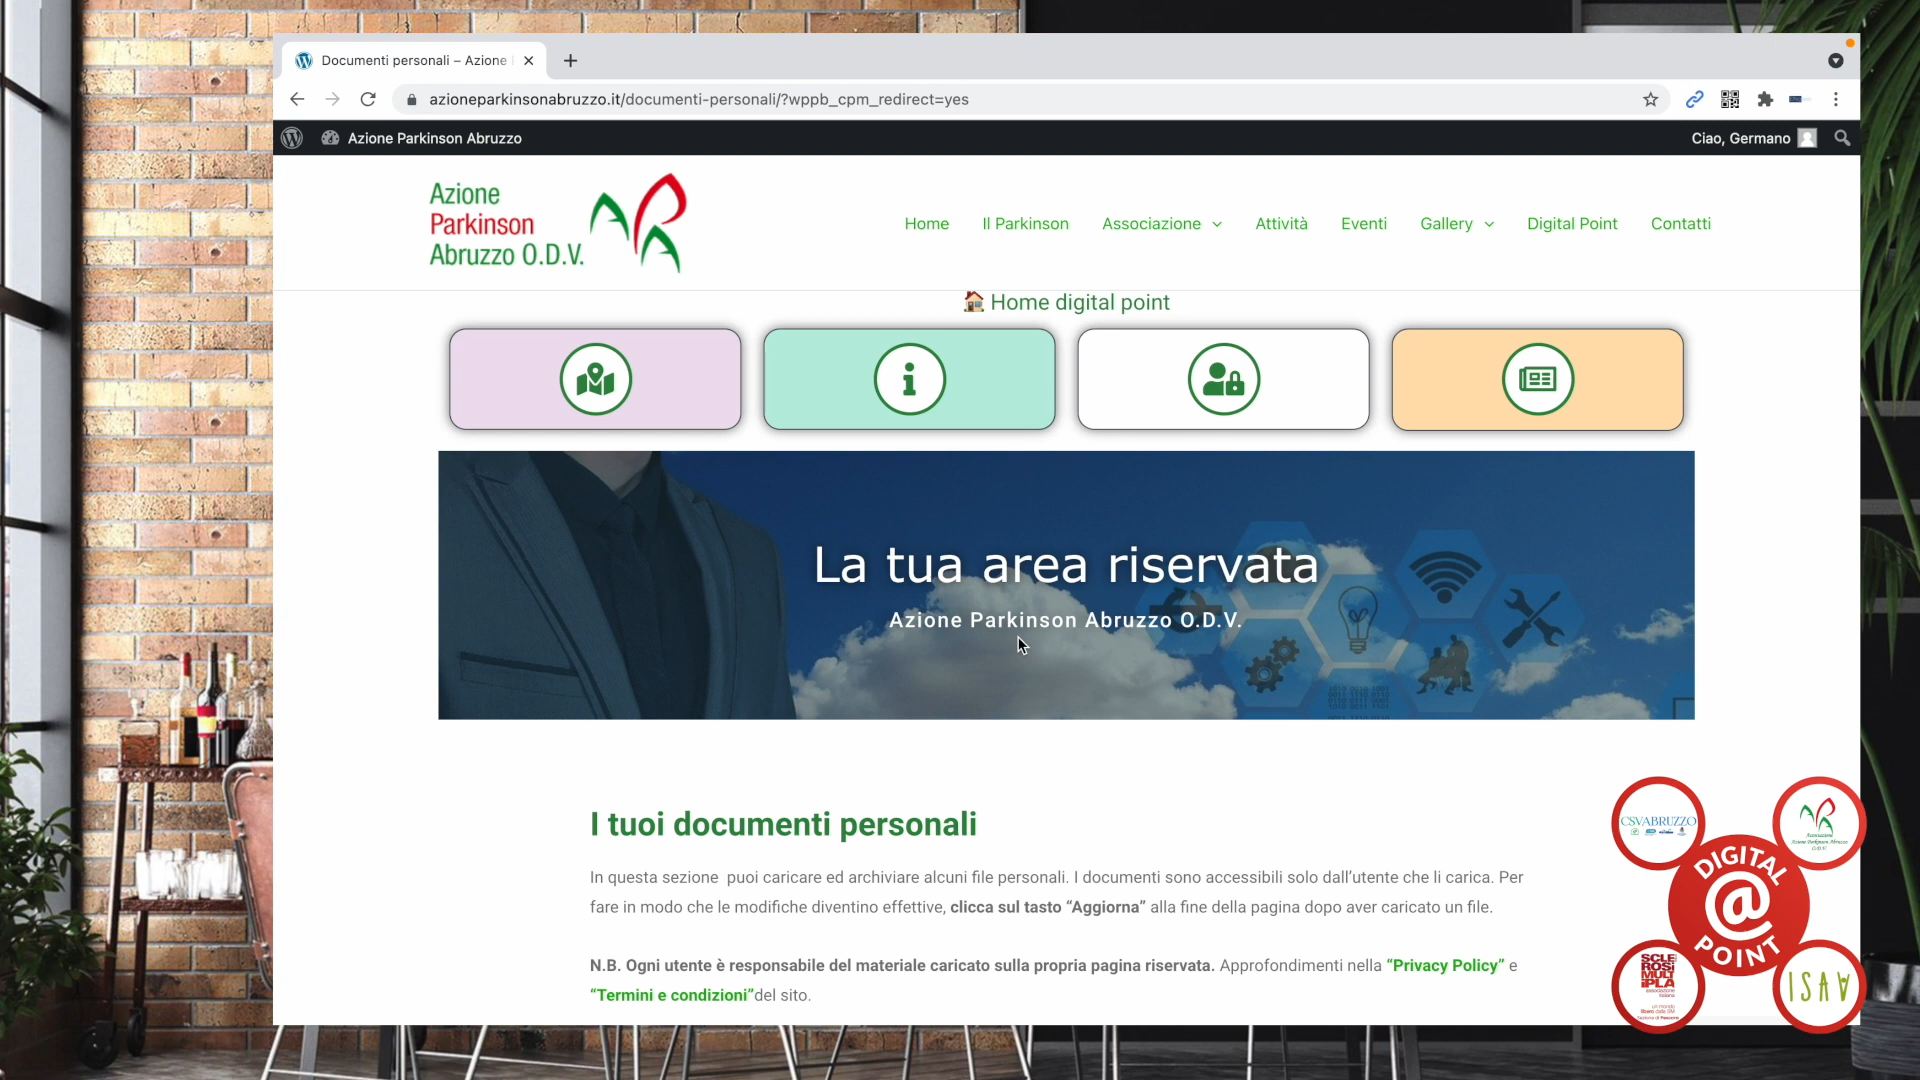 Documenti personali – Azione
azioneparkinsonabruzzo.it/documenti-personali/?wppb_cpm_redirect=yes
Azione Parkinson Abruzzo
Ciao, Germano
Azione
Parkinson
Abruzzo O.D.V.
Home
Il Parkinson
Associazione
Attività
Eventi
Gallery
Digital Point
Contatti
Home digital point
La tua area riservata
Azione Parkinson Abruzzo O.D.V.
I tuoi documenti personali
In questa sezione puoi caricare ed archiviare alcuni file personali. I documenti sono accessibili solo dall’utente che li carica. Per
fare in modo che le modifiche diventino effettive, clicca sul tasto “Aggiorna” alla fine della pagina dopo aver caricato un file.
N.B. Ogni utente è responsabile del materiale caricato sulla propria pagina riservata. Approfondimenti nella “Privacy Policy” e
“Termini e condizioni”del sito.
CSVABRUZZO
DIGITAL
@
POINT
SCLE
ROSI
MULT
iPLA
ISAV